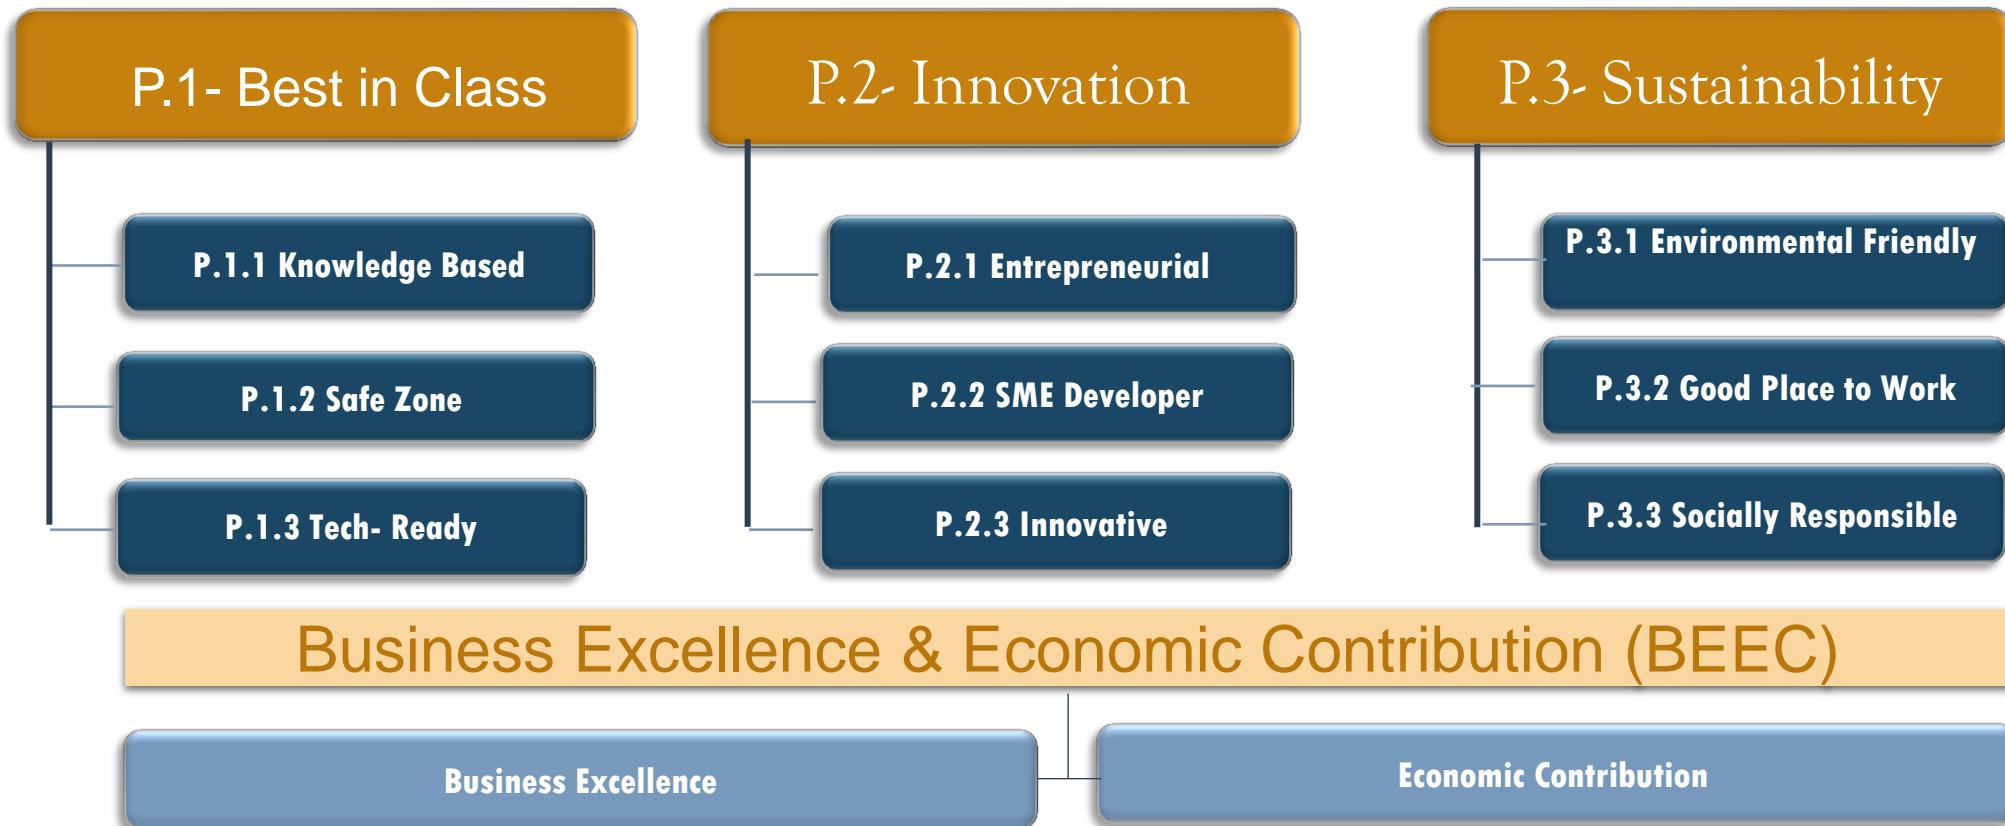 P.1- Best in Class
P.1.1 Knowledge Based
P.1.2 Safe Zone
P.1.3 Tech- Ready
P.2- Innovation
P.2.1 Entrepreneurial
P.2.2 SME Developer
P.2.3 Innovative
P.3- Sustainability
P.3.1 Environmental Friendly
P.3.2 Good Place to Work
P.3.3 Socially Responsible
Business Excellence & Economic Contribution (BEEC)
Business Excellence
Economic Contribution